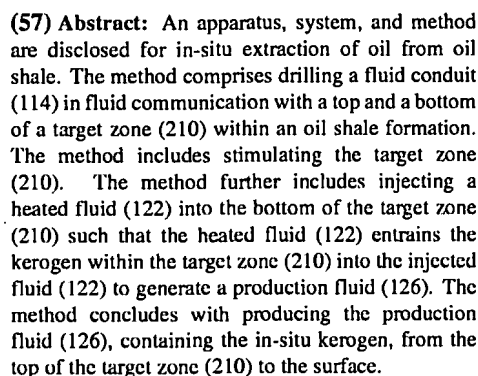 (57) Abstract: An apparatus, system, and method
are disclosed for in-situ extraction of oil from oil
shale. The method comprises drilling a fluid conduit
(114) in fluid communication with a top and a bottom
of a target zone (210) within an oil shale formation.
The method includes stimulating the target zone
(210). The method further includes injecting a
heated fluid (122) into the bottom of the target zone
(210) such that the heated fluid (122) entrains the
kerogen within the target zone (210) into the injected
fluid (122) to generate a production fluid (126). The
method concludes with producing the production
fluid (126), containing the in-situ kerogen, from the
top of the target zone (210) to the surface.